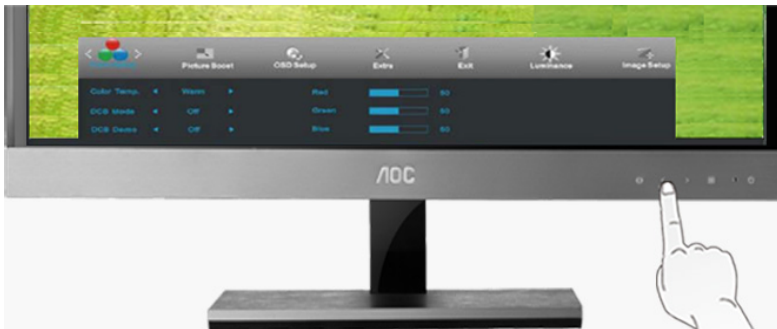 Picture Boost
OSD Setup
Extra
Exit
Luminance
Image Setup
Color Temp. Warm Red 50
DCB Mode Off Green 50
DCB Demo Off Blue 50
AOC